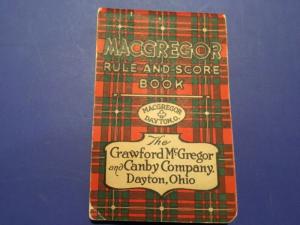 MACGREGOR
RULE AND SCORE
BOOK
MACGREGOR
DAYTON, O.
The
Crawford McGregor
and Canby Company.
Dayton, Ohio